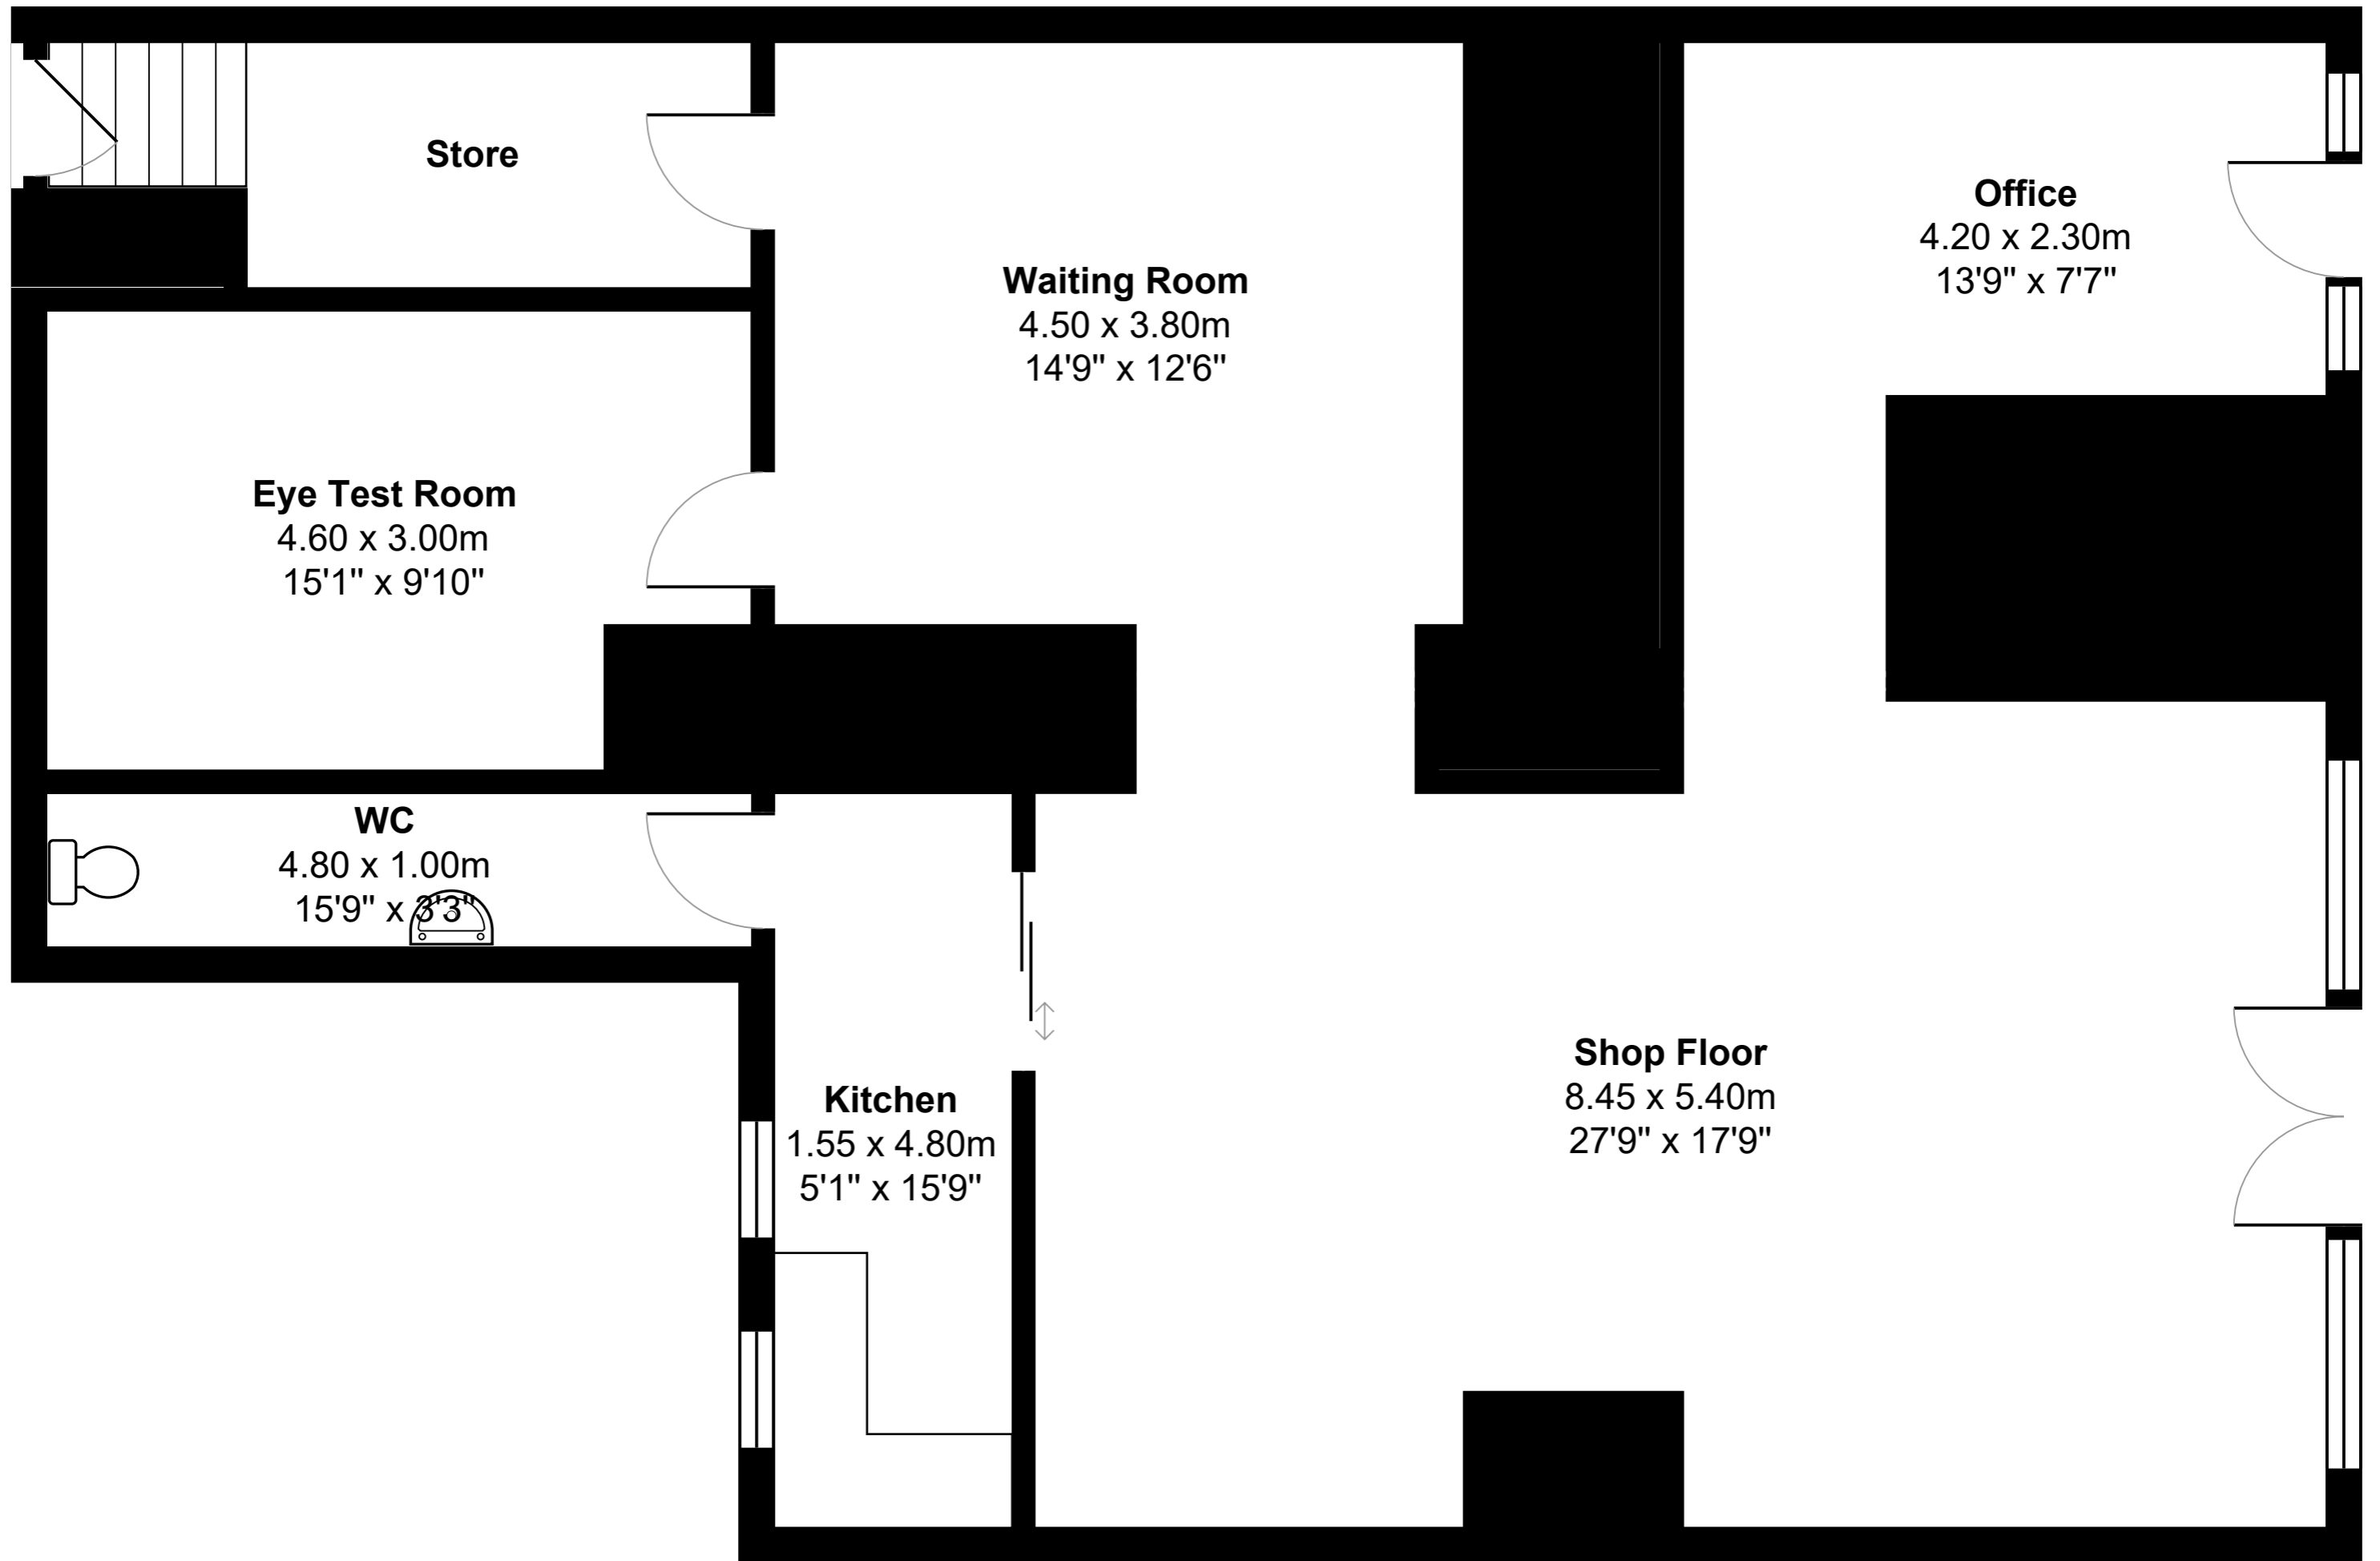 Store
Office
4.20 x 2.30m
13'9" x 7'7"
Waiting Room
4.50 x 3.80m
14'9" x 12'6"
Eye Test Room
4.60 x 3.00m
15'1" x 9'10"
WC
4.80 x 1.00m
15'9" x 3'3"
Shop Floor
8.45 x 5.40m
27'9" x 17'9"
Kitchen
1.55 x 4.80m
5'1" x 15'9"